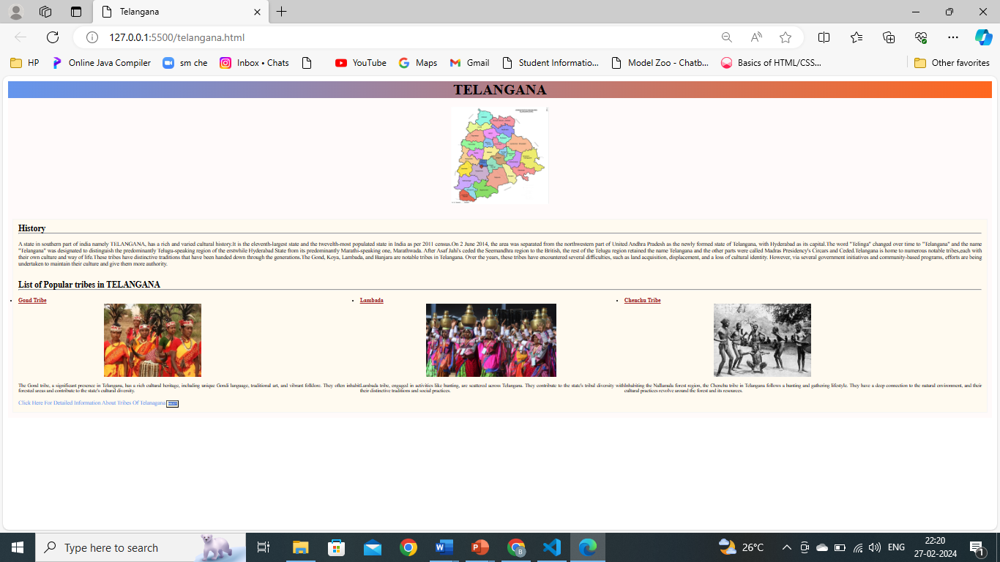 Telangana
127.0.0.1:5500/telangana.html
HP
Online Java Compiler
sm che
Inbox • Chats
YouTube
Maps
Gmail
Student Informatio...
Model Zoo - Chatb...
Basics of HTML/CSS...
Other favorites
TELANGANA
History
A state in southern part of india namely TELANGANA, has a rich and varied cultural history.It is the eleventh-largest state and the twevelth-most populated state in India as per 2011 census.On 2 June 2014, the area was separated from the northwestern part of United Andhra Pradesh as the newly formed state of Telangana, with Hyderabad as its capital.The word "Telinga" changed over time to "Telangana" and the name
"Telangana" was designated to distinguish the predominantly Telugu-speaking region of the erstwhile Hyderabad State from its predominantly Marathi-speaking one, Marathwada. After Asaf Jahi's ceded the Seemandhra region to the British, the rest of the Telugu region retained the name Telangana and the other parts were called Madras Presidency's Circars and Ceded.Telangana is home to numerous notable tribes,each with
their own culture and way of life.These tribes have distinctive traditions that have been handed down through the generations.The Gond, Koya, Lambada, and Banjara are notable tribes in Telangana. Over the years, these tribes have encountered several difficulties, such as land acquisition, displacement, and a loss of cultural identity. However, via several government initiatives and community-based programs, efforts are being
undertaken to maintain their culture and give them more authority.
List of Popular tribes in TELANGANA
• Gond Tribe
• Lambada
• Chenchu Tribe
The Gond tribe, a significant presence in Telangana, has a rich cultural heritage, including unique Gondi language, traditional art, and vibrant folklore. They often inhabit
forested areas and contribute to the state's cultural diversity.
Lambada tribe, engaged in activities like hunting, are scattered across Telangana. They contribute to the state's tribal diversity with
their distinctive traditions and social practices.
Inhabiting the Nallamala forest region, the Chenchu tribe in Telangana follows a hunting and gathering lifestyle. They have a deep connection to the natural environment, and their
cultural practices revolve around the forest and its resources.
Click Here For Detailed Information About Tribes Of Telanagana
Type here to search
26°C
ENG
22:20
27-02-2024
1